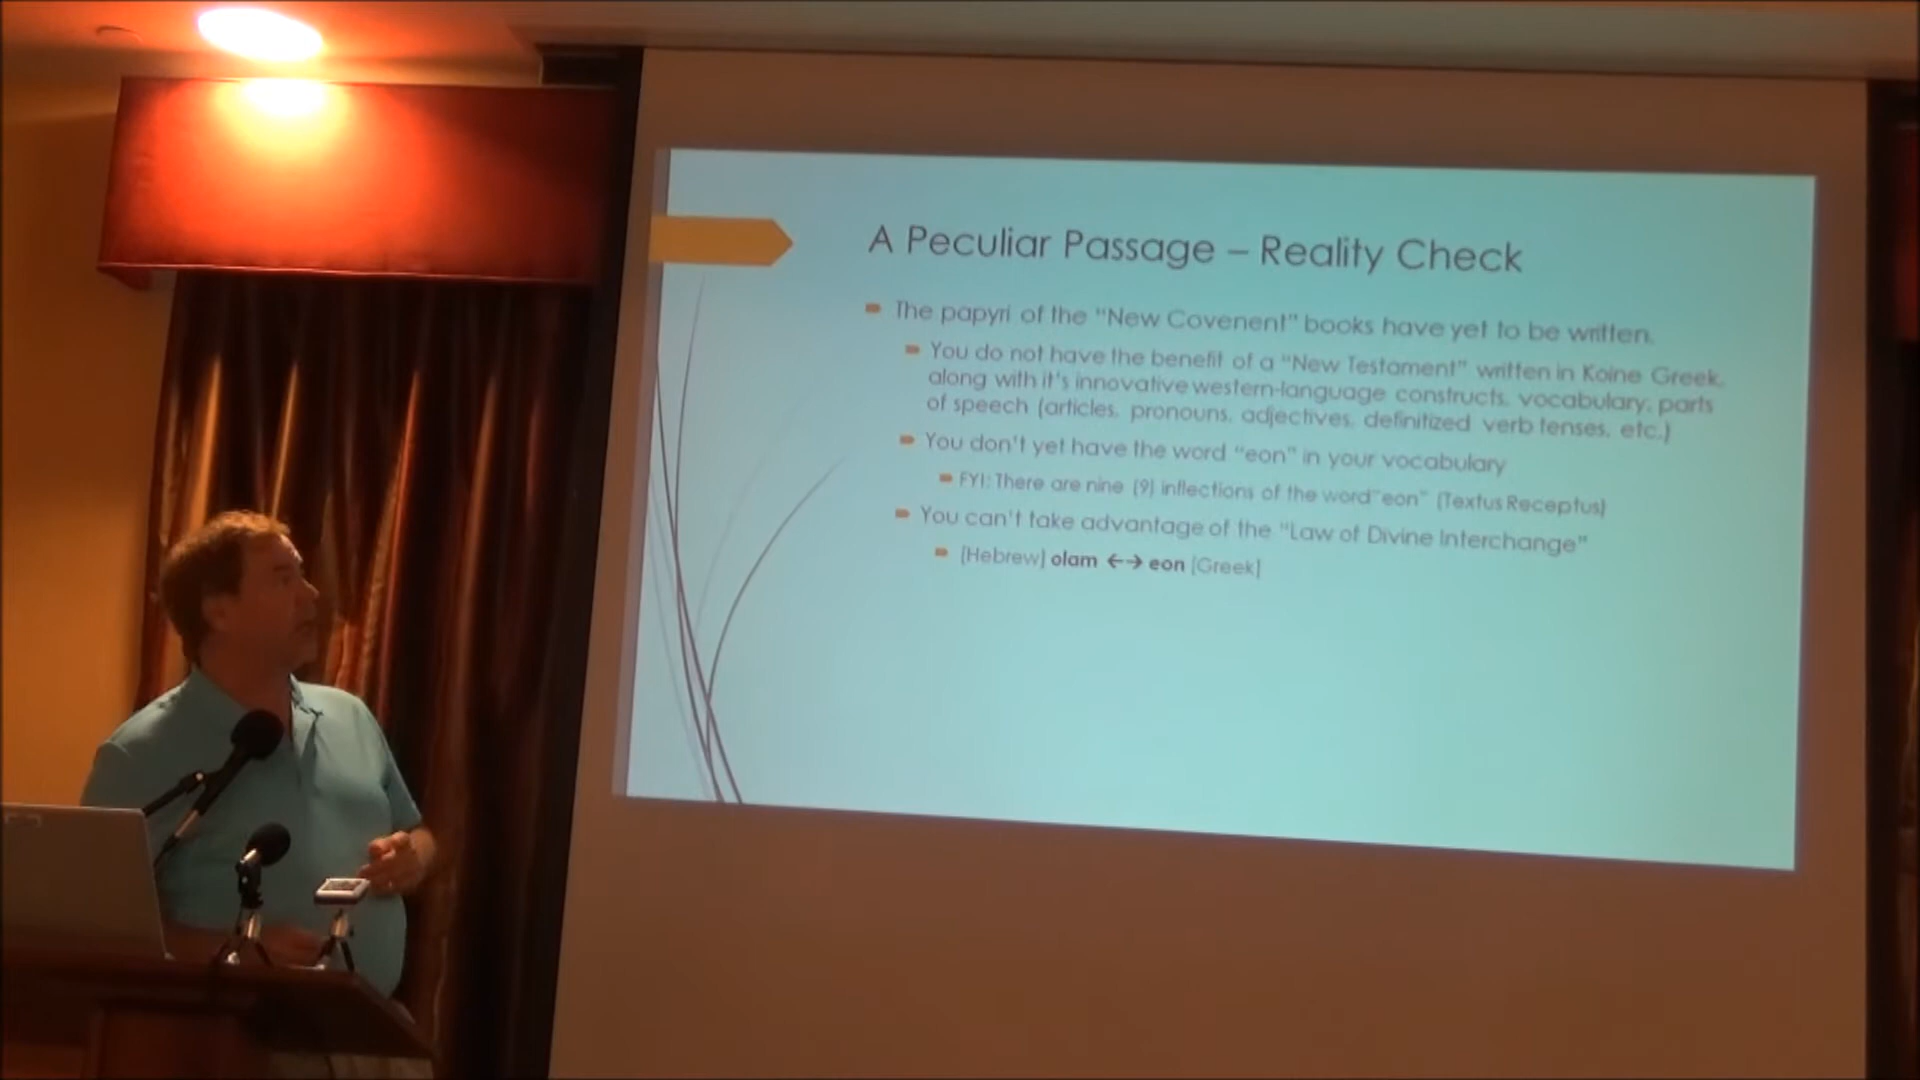 A Peculiar Passage – Reality Check
The papyri of the "New Covenent" books have yet to be written.
You do not have the benefit of a "New Testament" written in Koine Greek,
along with it's innovative western-language constructs, vocabulary, parts
of speech (articles, pronouns, adjectives, definitized verb tenses, etc.)
You don't yet have the word "eon" in your vocabulary
FYI: There are nine (9) inflections of the word"eon" (Textus Receptus)
You can't take advantage of the "Law of Divine Interchange"
[Hebrew] olam ←→ eon [Greek]